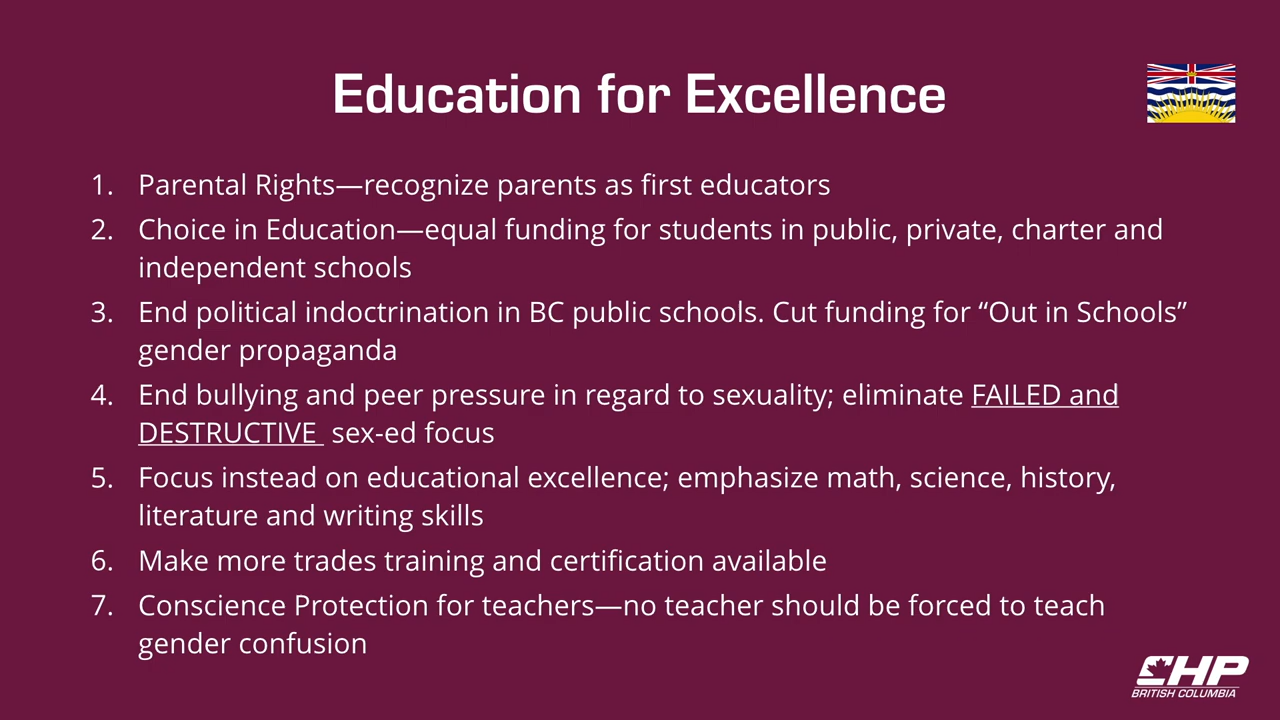 Education for Excellence
1. Parental Rights—recognize parents as first educators
2. Choice in Education—equal funding for students in public, private, charter and
independent schools
3. End political indoctrination in BC public schools. Cut funding for “Out in Schools”
gender propaganda
4. End bullying and peer pressure in regard to sexuality; eliminate FAILED and
DESTRUCTIVE sex-ed focus
5. Focus instead on educational excellence; emphasize math, science, history,
literature and writing skills
6. Make more trades training and certification available
7. Conscience Protection for teachers—no teacher should be forced to teach
gender confusion
CHP
BRITISH COLUMBIA